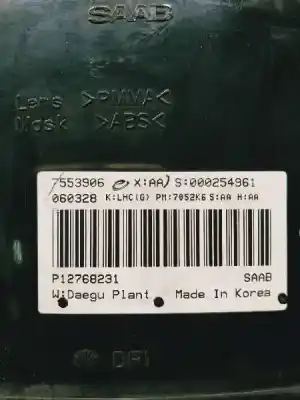 SAAB
Lens >PMMA<
Mask >ABS<
7553906 e X:AA) S:000254961
060328 K:LHC(G) PM:7052K6 S:AA H:AA
P12768231 SAAB
W:Daegu Plant Made In Korea